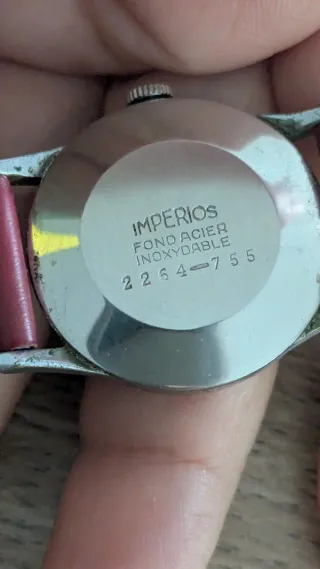 IMPERIOS
FOND ACIER
INOXYDABLE
2264-755